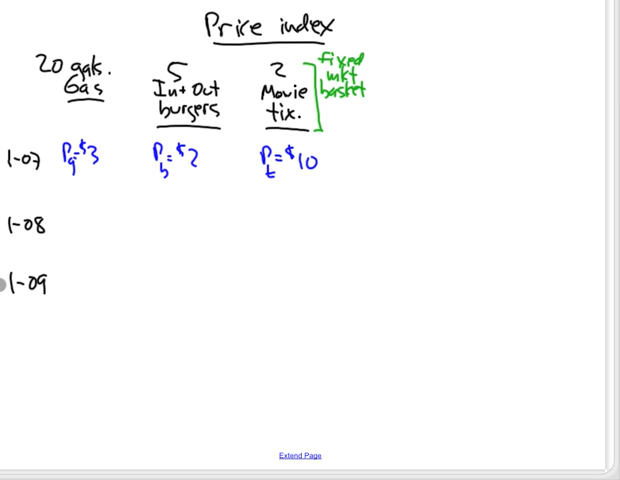 Price index
20 gals.
Gas
5
In + Out
burgers
2
Movie
tix.
fixed
mkt
basket
1-07
Pg = $3
Pb = $2
Pt = $10
1-08
1-09
Extend Page